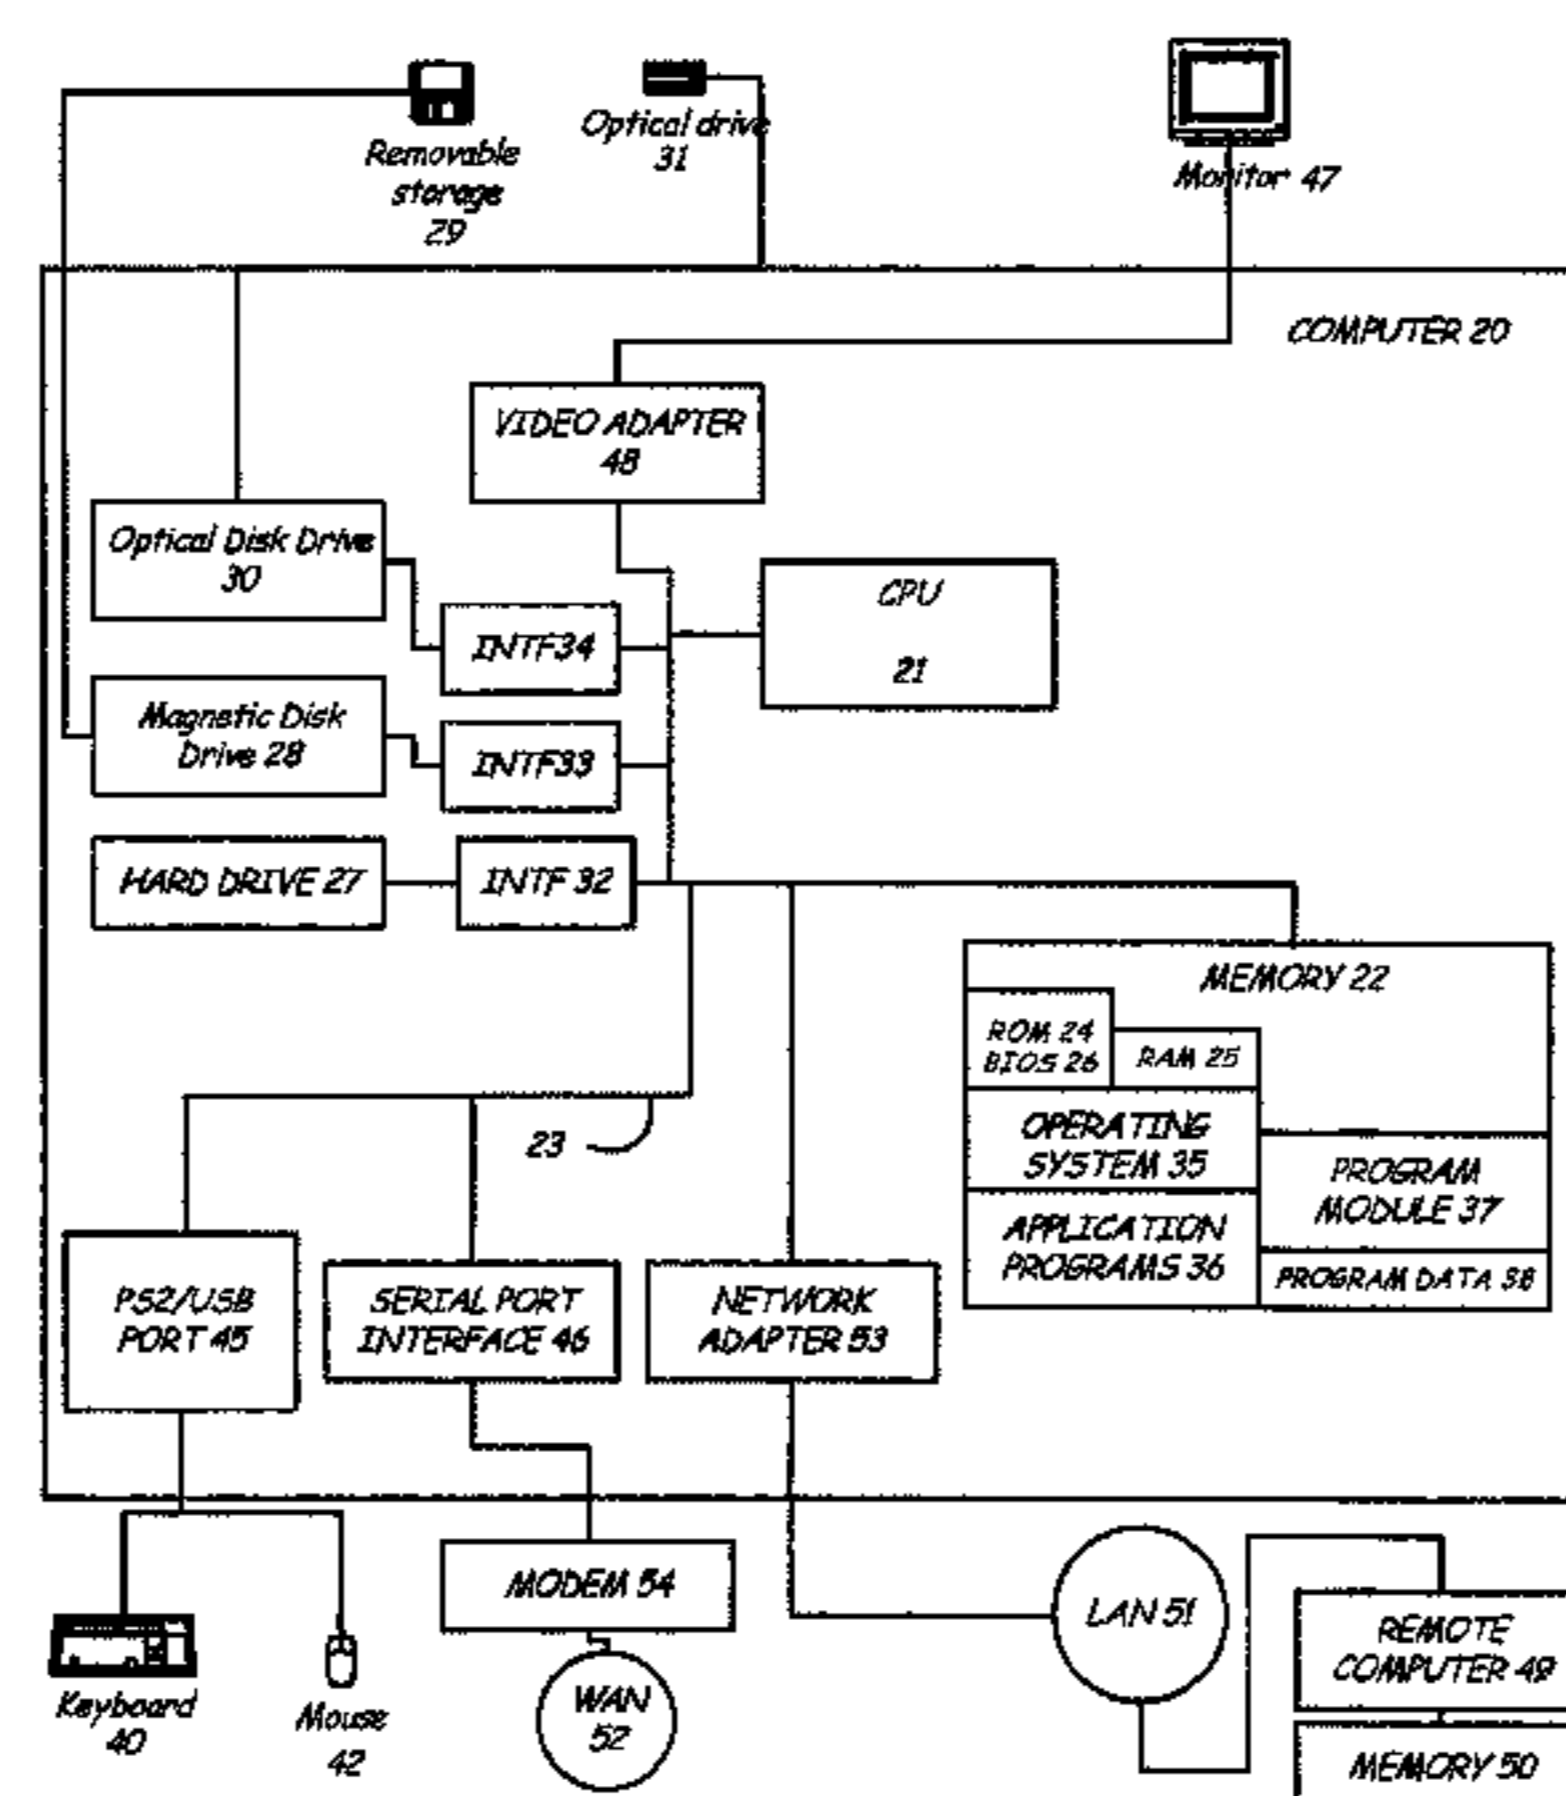 Removable
storage
29
Optical drive
31
Monitor 47
COMPUTER 20
VIDEO ADAPTER
48
Optical Disk Drive
30
CPU
21
INTF34
Magnetic Disk
Drive 28
INTF33
HARD DRIVE 27
INTF 32
MEMORY 22
ROM 24
BIOS 26
RAM 25
OPERATING
SYSTEM 35
23
PROGRAM
MODULE 37
APPLICATION
PROGRAMS 36
PROGRAM DATA 38
PS2/USB
PORT 45
SERIAL PORT
INTERFACE 46
NETWORK
ADAPTER 53
MODEM 54
LAN 51
REMOTE
COMPUTER 49
Keyboard
40
Mouse
42
WAN
52
MEMORY 50